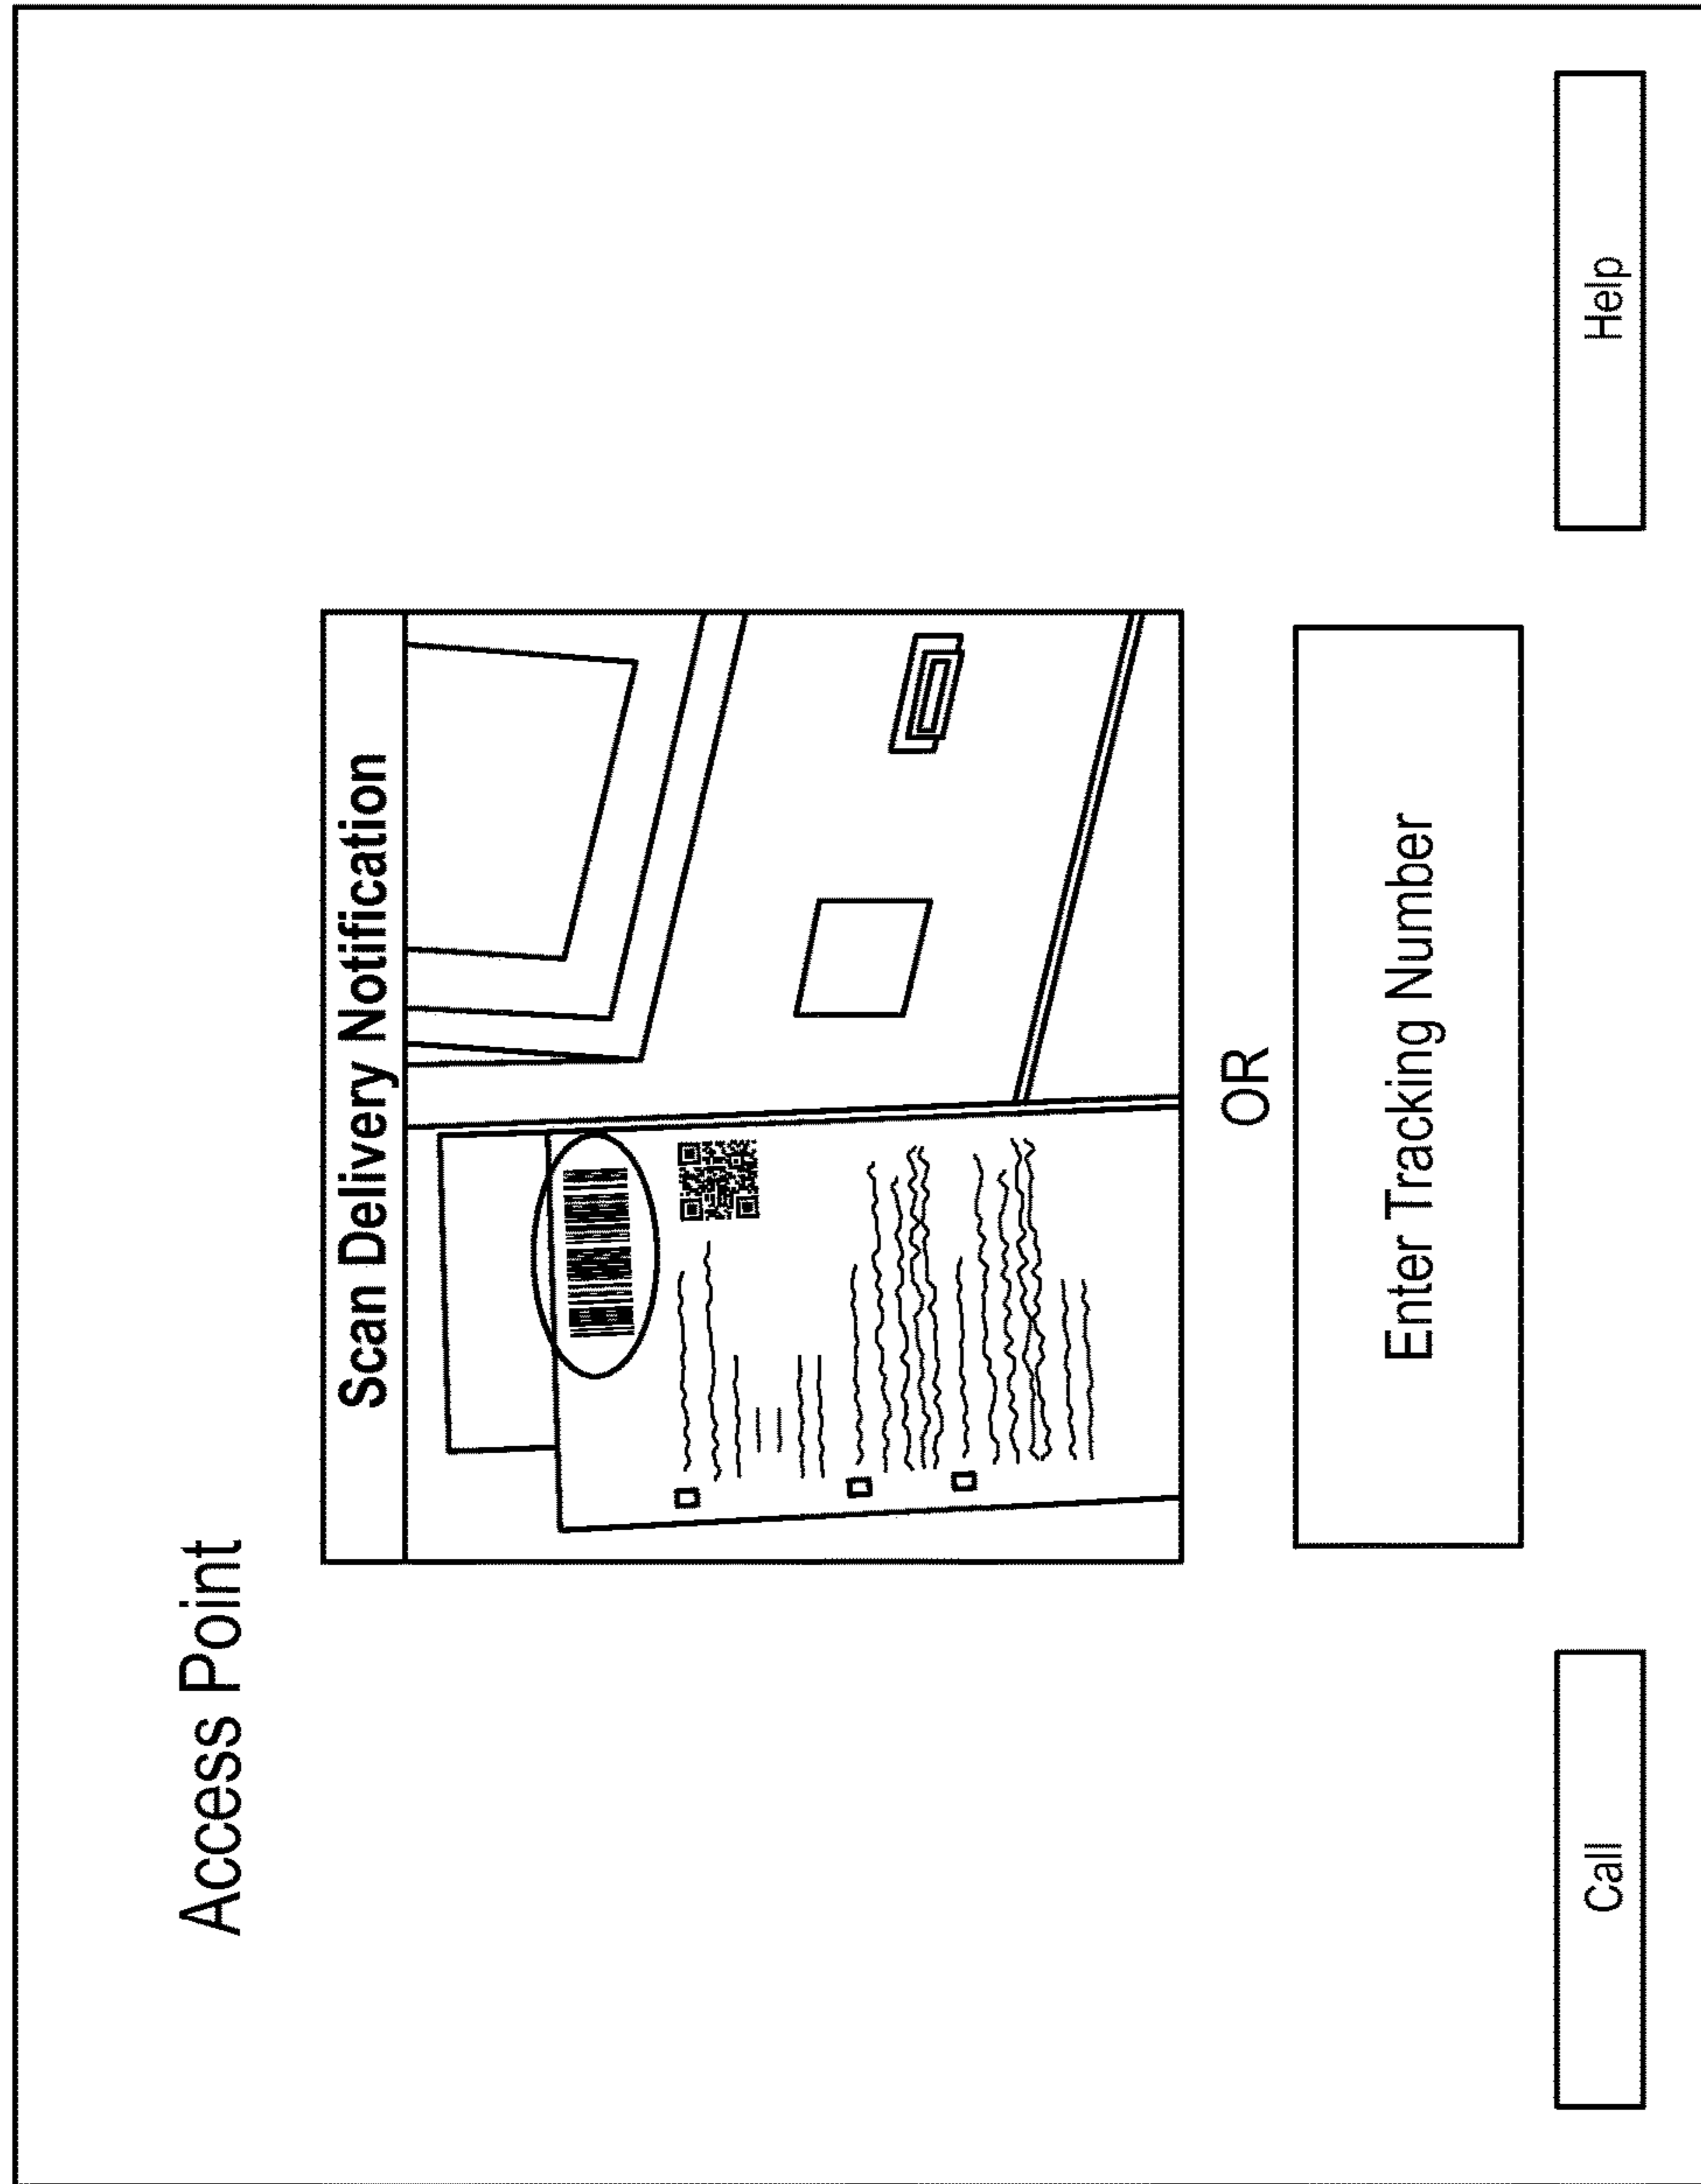 Access Point
Scan Delivery Notification
OR
Enter Tracking Number
Call
Help